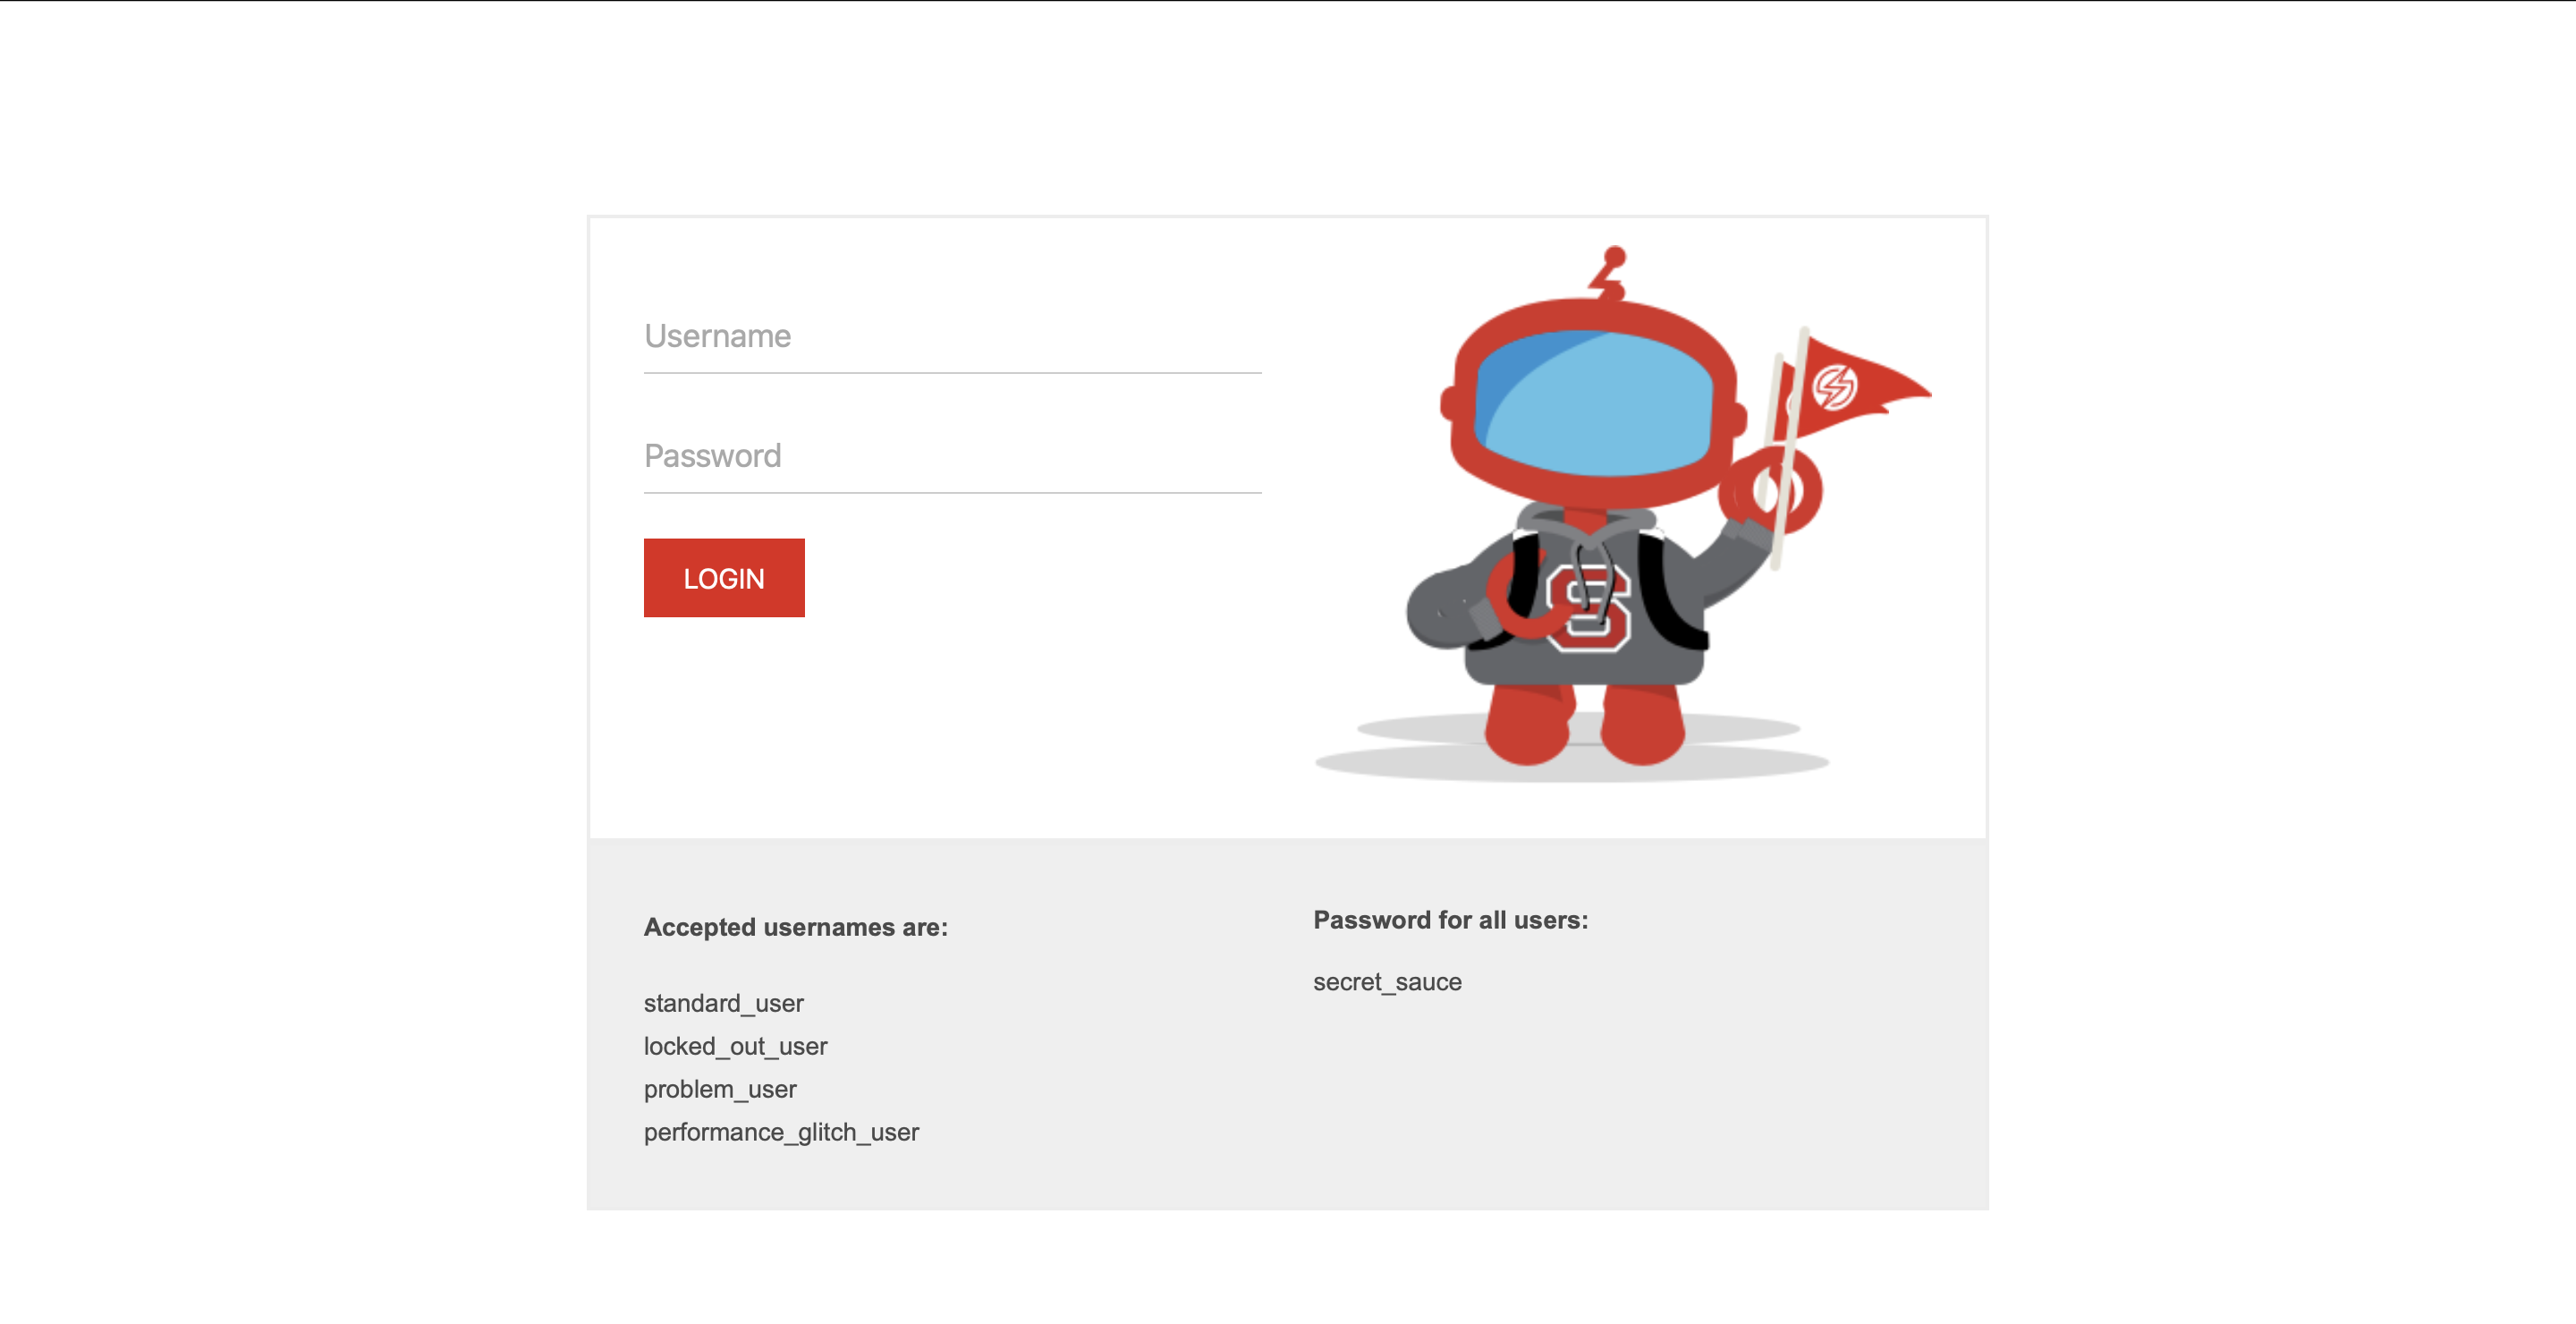 Username
Password
LOGIN
S
Accepted usernames are:
standard_user
locked_out_user
problem_user
performance_glitch_user
Password for all users:
secret_sauce